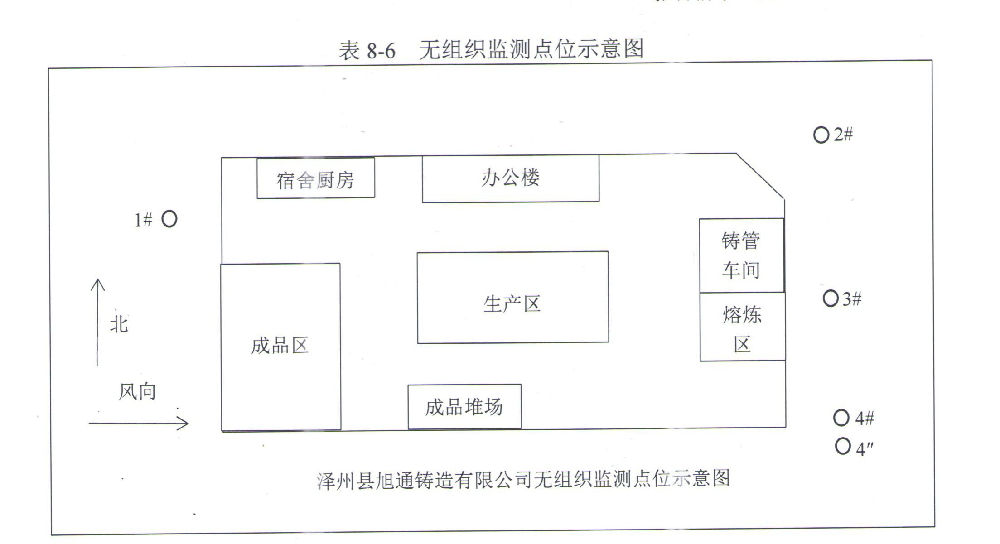 表 8-6 无组织监测点位示意图
2#
宿舍厨房
办公楼
1#
铸管
车间
生产区
3#
熔炼
区
北
成品区
风向
成品堆场
4#
4″
泽州县旭通铸造有限公司无组织监测点位示意图